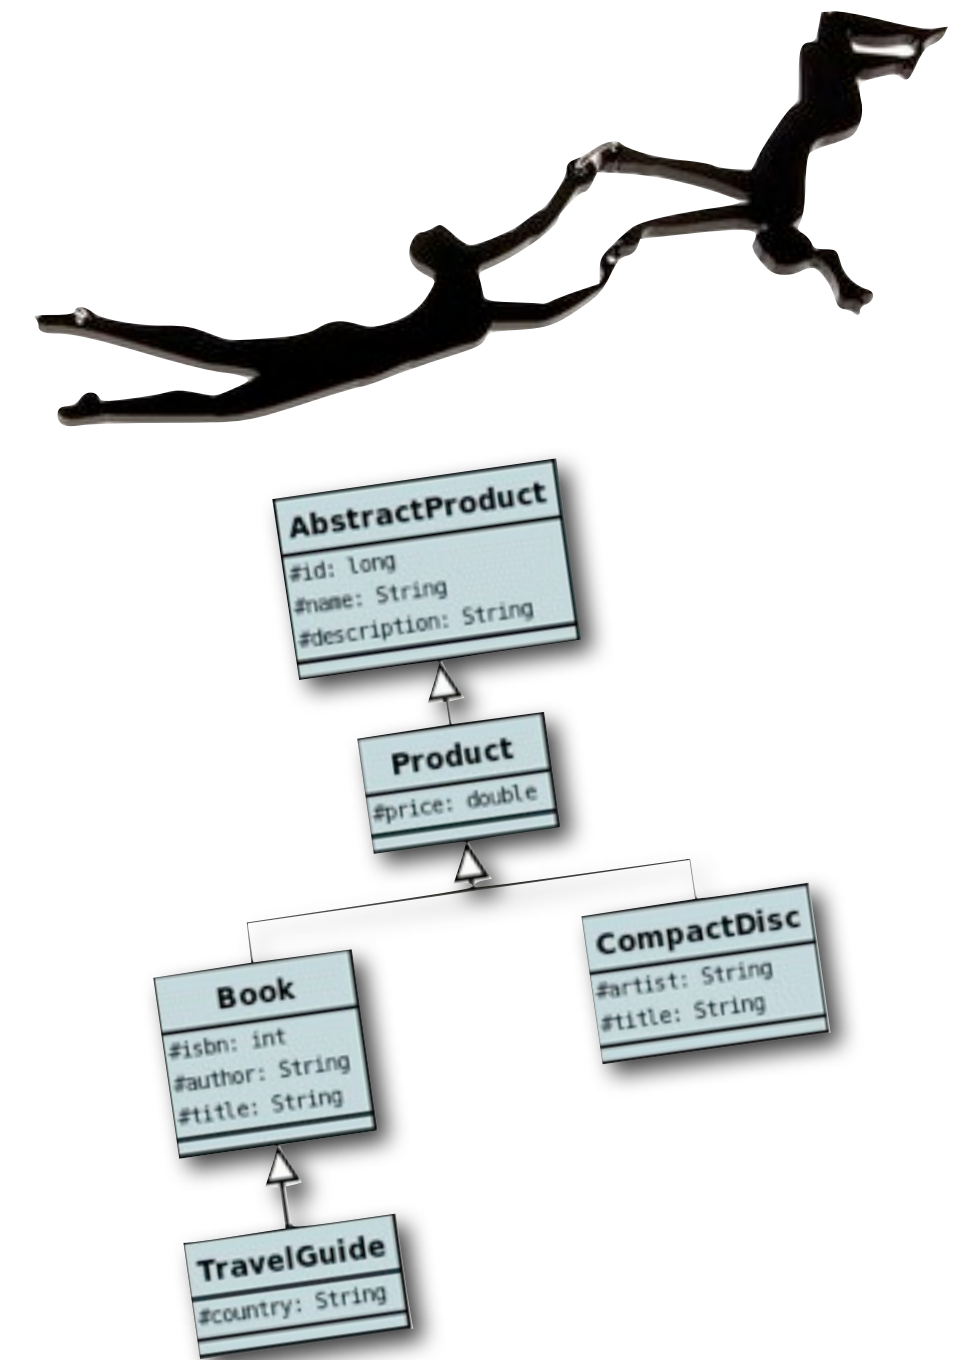 AbstractProduct
#id: long
#name: String
#description: String
Product
#price: double
Book
#isbn: int
#author: String
#title: String
CompactDisc
#artist: String
#title: String
TravelGuide
#country: String